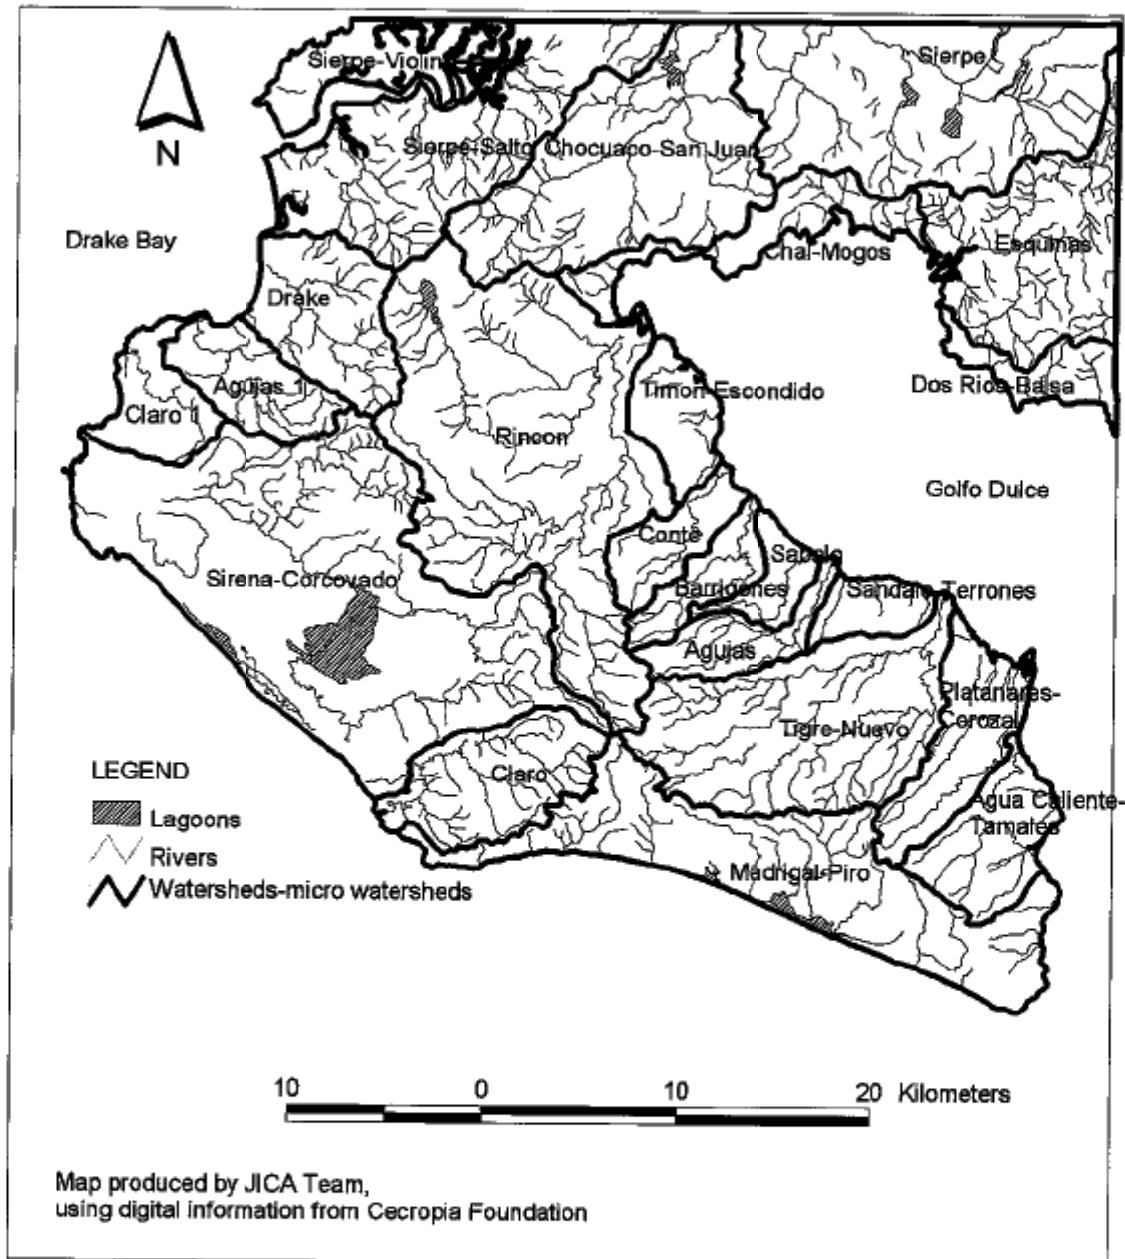 Sierpe-Violin
Sierpe
N
Sierpe-Salto
Chocuaco-San Juan
Drake Bay
Chal-Mogos
Esquinas
Drake
Agujas 1
Timon-Escondido
Dos Rios-Balsa
Claro 1
Rincon
Golfo Dulce
Conte
Sabalo
Sirena-Corcovado
Barrigones
Sandalo-Terrones
Agujas
Platanares-
Cerozal
Tigre-Nuevo
LEGEND
Claro
Lagoons
Agua Caliente-
Tamales
Rivers
Madrigal-Piro
Watersheds-micro watersheds
10 0 10 20 Kilometers
Map produced by JICA Team,
using digital information from Cecropia Foundation